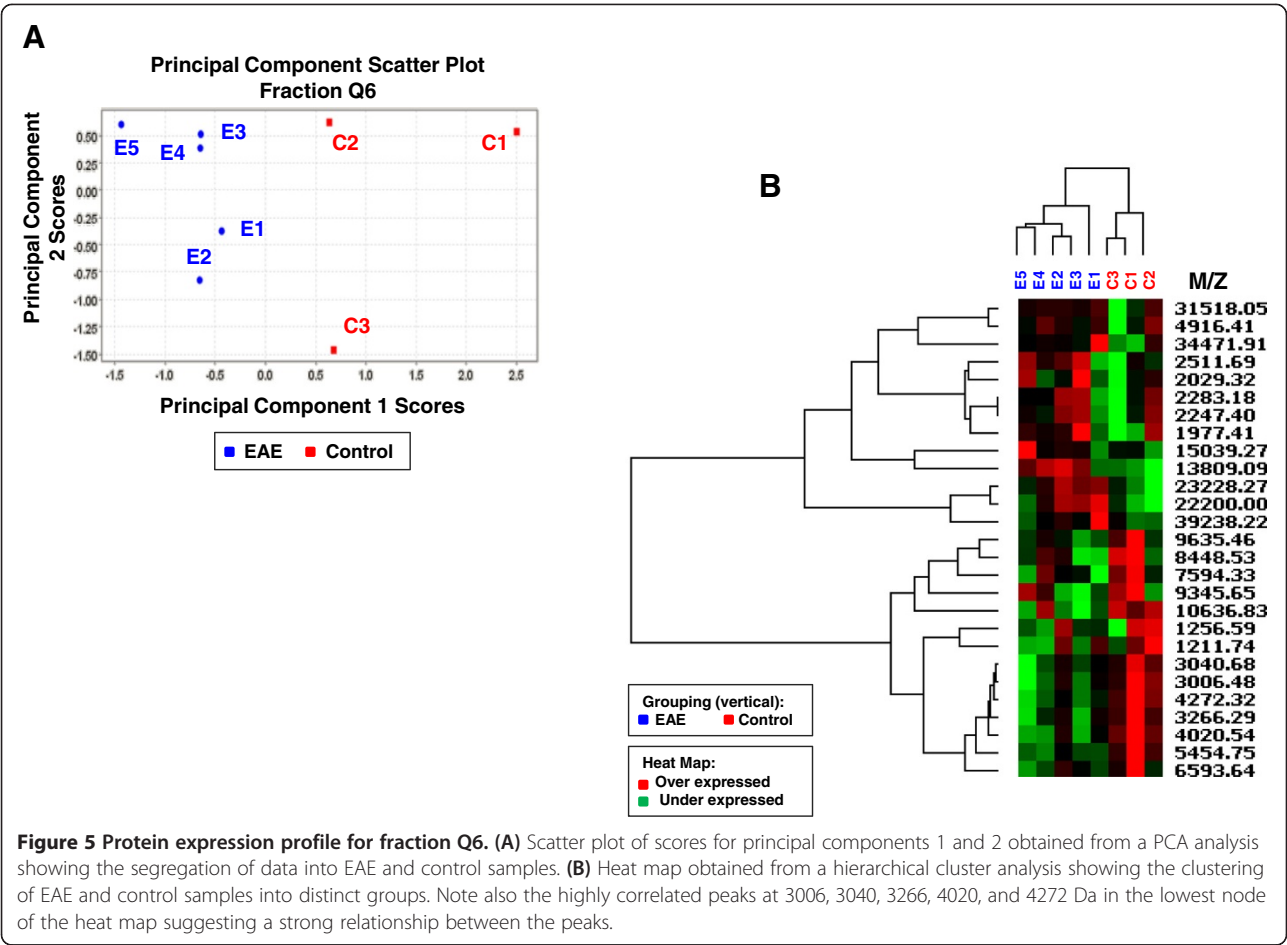 A
Principal Component Scatter Plot
Fraction Q6
Principal Component
2 Scores
0.50
0.25
0.00
-0.25
-0.50
-0.75
-1.00
-1.25
-1.50
E5
E4
E3
E1
E2
C2
C1
C3
-1.5 -1.0 -0.5 0.0 0.5 1.0 1.5 2.0 2.5
Principal Component 1 Scores
EAE Control
B
E5 E4 E2 E3 E1 C3 C1 C2 M/Z
31518.05
4916.41
34471.91
2511.69
2029.32
2283.18
2247.40
1977.41
15039.27
13809.09
23228.27
22200.00
39238.22
9635.46
8448.53
7594.33
9345.65
10636.83
1256.59
1211.74
3040.68
3006.48
4272.32
3266.29
4020.54
5454.75
6593.64
Grouping (vertical):
EAE Control
Heat Map:
Over expressed
Under expressed
Figure 5 Protein expression profile for fraction Q6. (A) Scatter plot of scores for principal components 1 and 2 obtained from a PCA analysis
showing the segregation of data into EAE and control samples. (B) Heat map obtained from a hierarchical cluster analysis showing the clustering
of EAE and control samples into distinct groups. Note also the highly correlated peaks at 3006, 3040, 3266, 4020, and 4272 Da in the lowest node
of the heat map suggesting a strong relationship between the peaks.